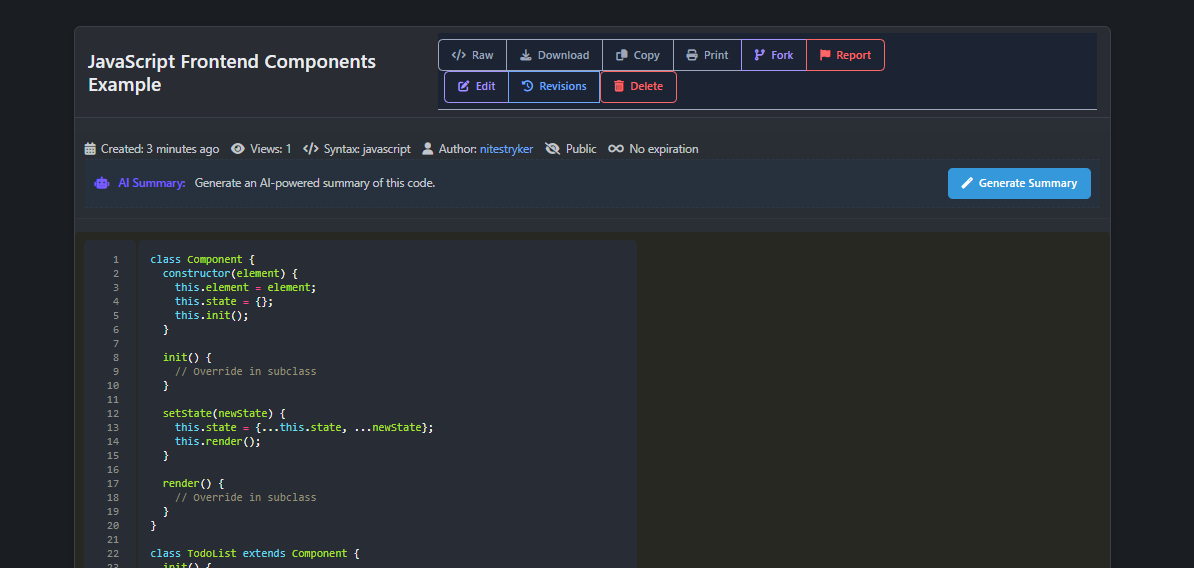 JavaScript Frontend Components
Example
</> Raw Download Copy Print Fork Report
Edit Revisions Delete
Created: 3 minutes ago Views: 1 </> Syntax: javascript Author: nitestryker Public No expiration
AI Summary: Generate an AI-powered summary of this code. Generate Summary
1 class Component {
2   constructor(element) {
3     this.element = element;
4     this.state = {};
5     this.init();
6   }
7
8   init() {
9     // Override in subclass
10   }
11
12   setState(newState) {
13     this.state = {...this.state, ...newState};
14     this.render();
15   }
16
17   render() {
18     // Override in subclass
19   }
20 }
21
22 class TodoList extends Component {
23   init() {